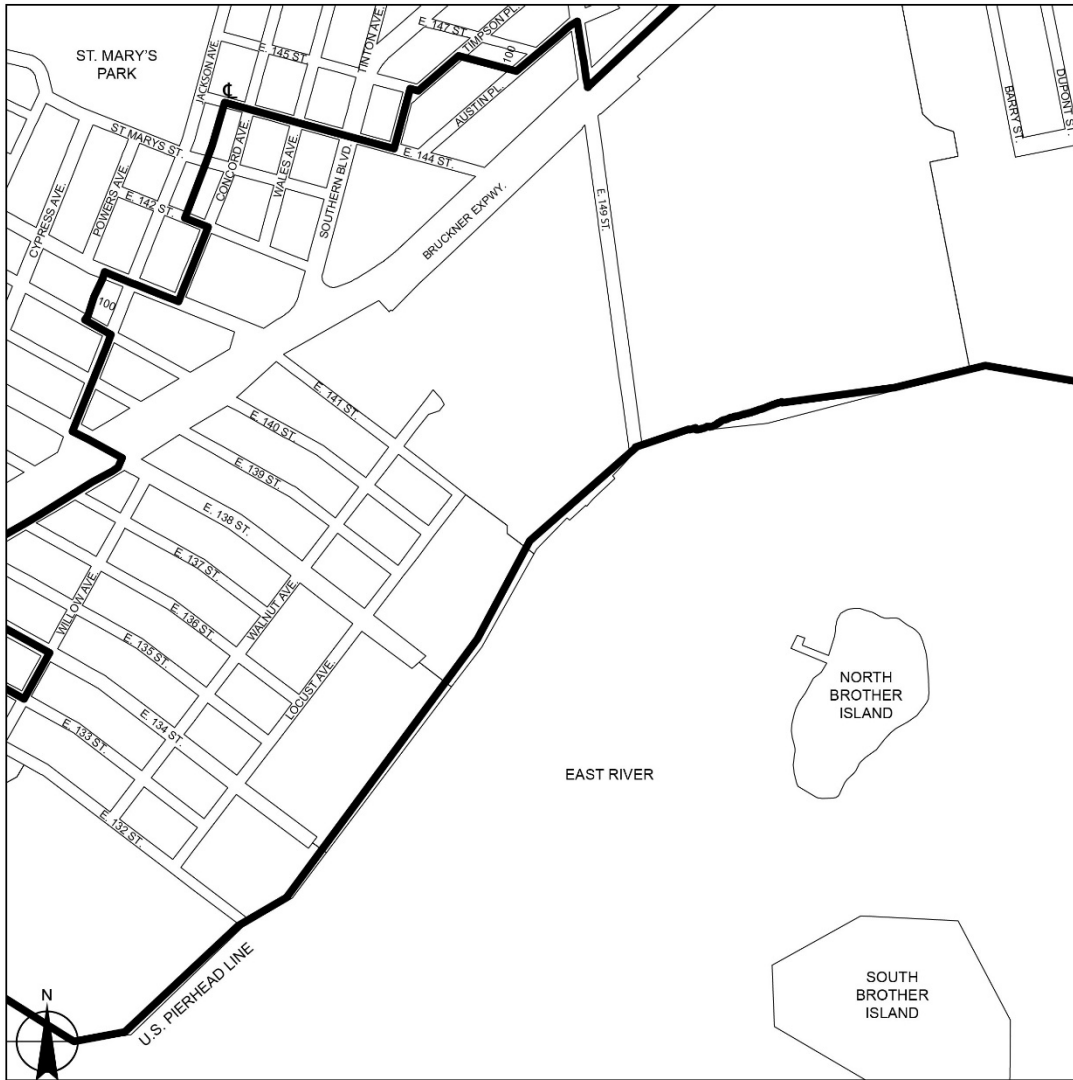 E. 147 ST.
TIMPSON PL.
TINTON AVE.
100
ST. MARY'S
PARK
JACKSON AVE.
E. 145 ST.
℄
AUSTIN PL.
BARRY ST.
DUPONT ST.
ST MARYS ST.
CONCORD AVE.
WALES AVE.
SOUTHERN BLVD.
E. 144 ST.
CYPRESS AVE.
POWERS AVE.
E. 142 ST.
BRUCKNER EXPWY.
E. 149 ST.
100
E. 141 ST.
E. 140 ST.
E. 139 ST.
E. 138 ST.
E. 137 ST.
WILLOW AVE.
E. 136 ST.
WALNUT AVE.
E. 135 ST
LOCUST AVE.
E. 134 ST.
E. 133 ST.
NORTH
BROTHER
ISLAND
EAST RIVER
E. 132 ST.
U.S. PIERHEAD LINE
SOUTH
BROTHER
ISLAND
N